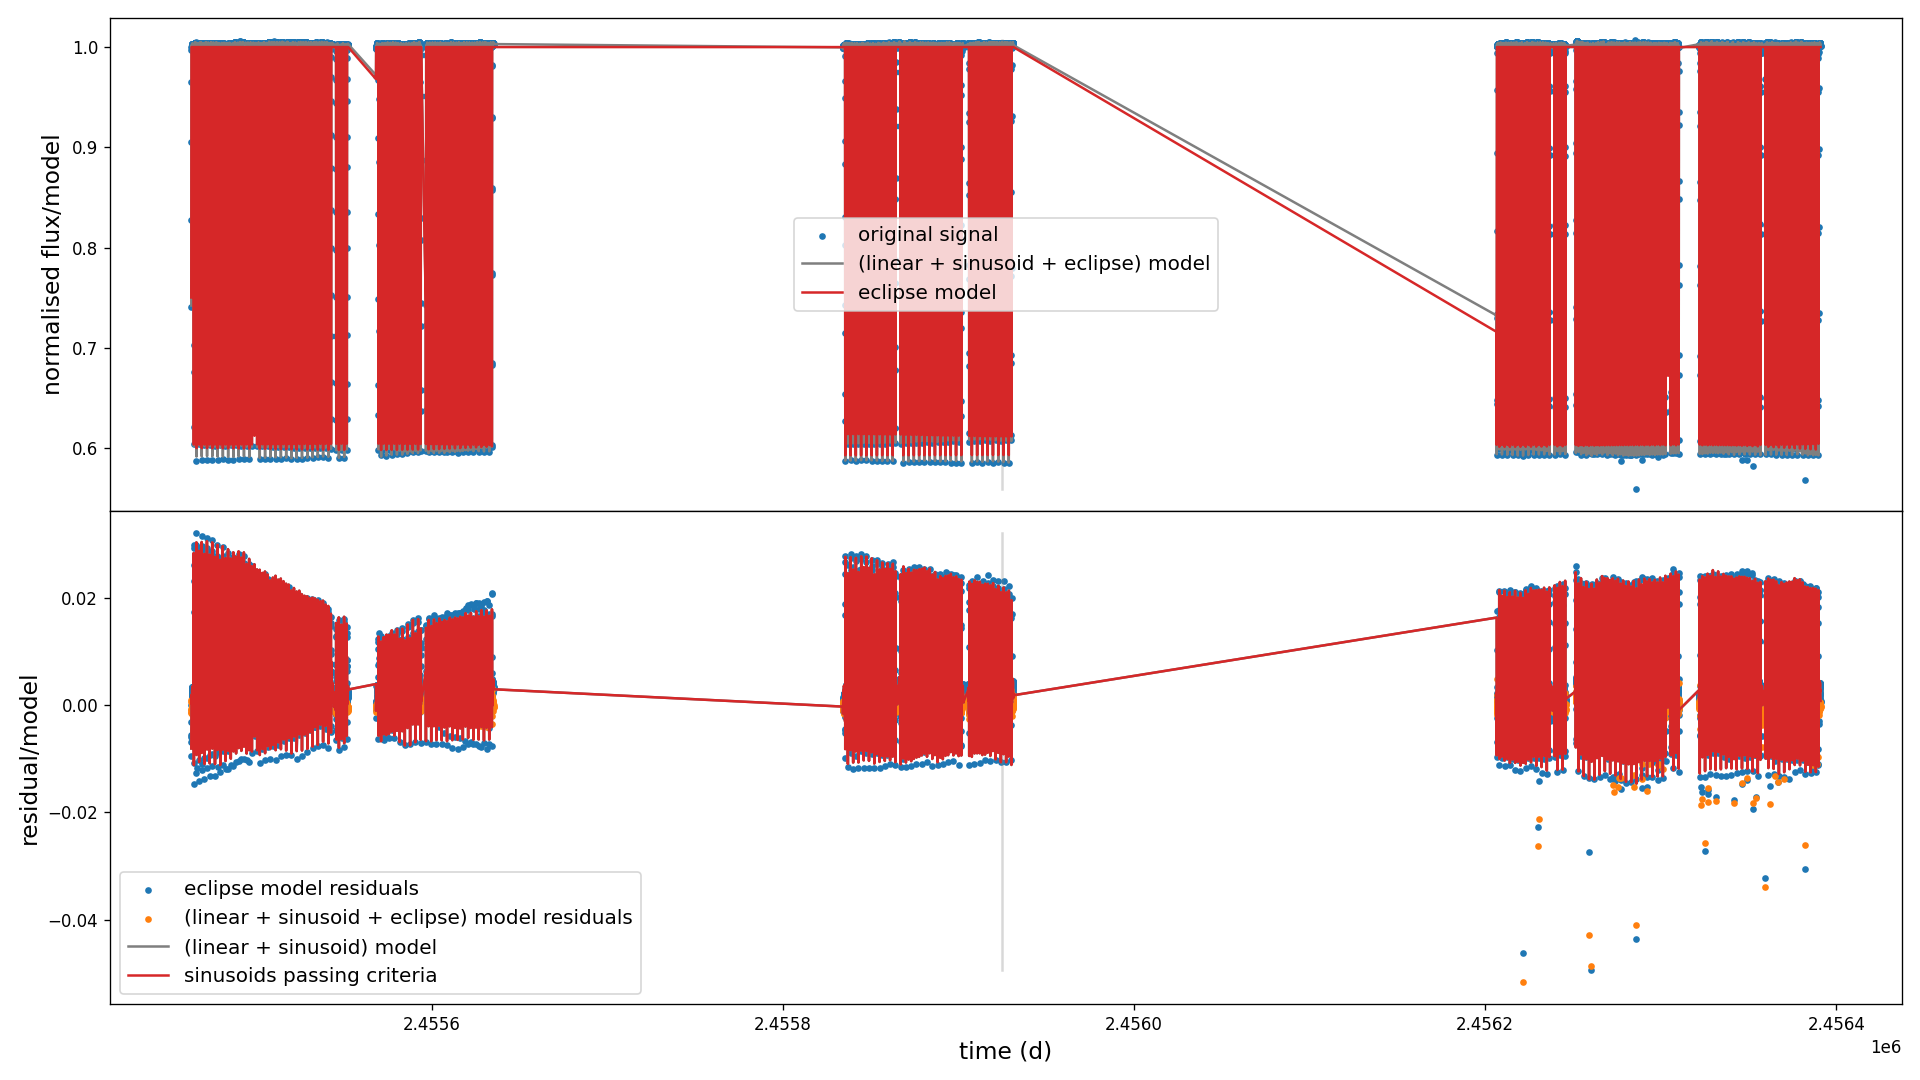 1.0
0.9
0.8
0.7
0.6
normalised flux/model
original signal
(linear + sinusoid + eclipse) model
eclipse model
0.02
0.00
−0.02
−0.04
residual/model
eclipse model residuals
(linear + sinusoid + eclipse) model residuals
(linear + sinusoid) model
sinusoids passing criteria
2.4556 2.4558 2.4560 2.4562 2.4564
1e6
time (d)